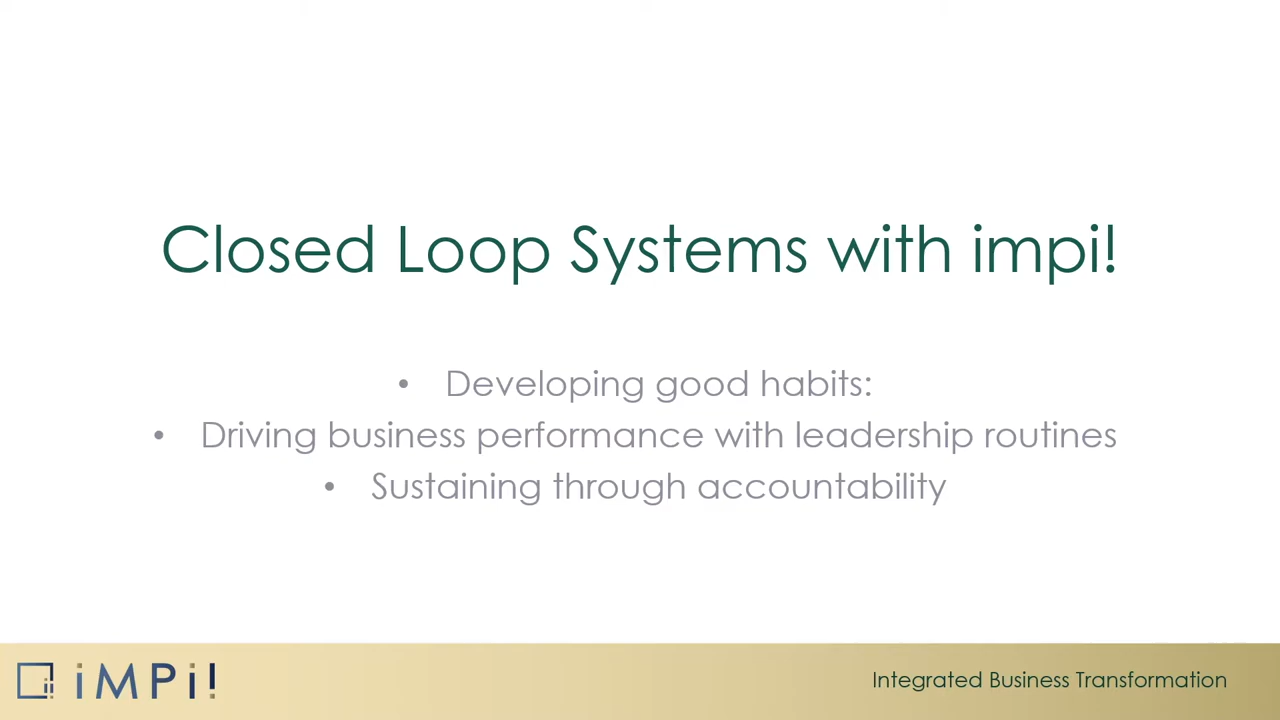 Closed Loop Systems with impi!
• Developing good habits:
• Driving business performance with leadership routines
• Sustaining through accountability
iMPi!
Integrated Business Transformation